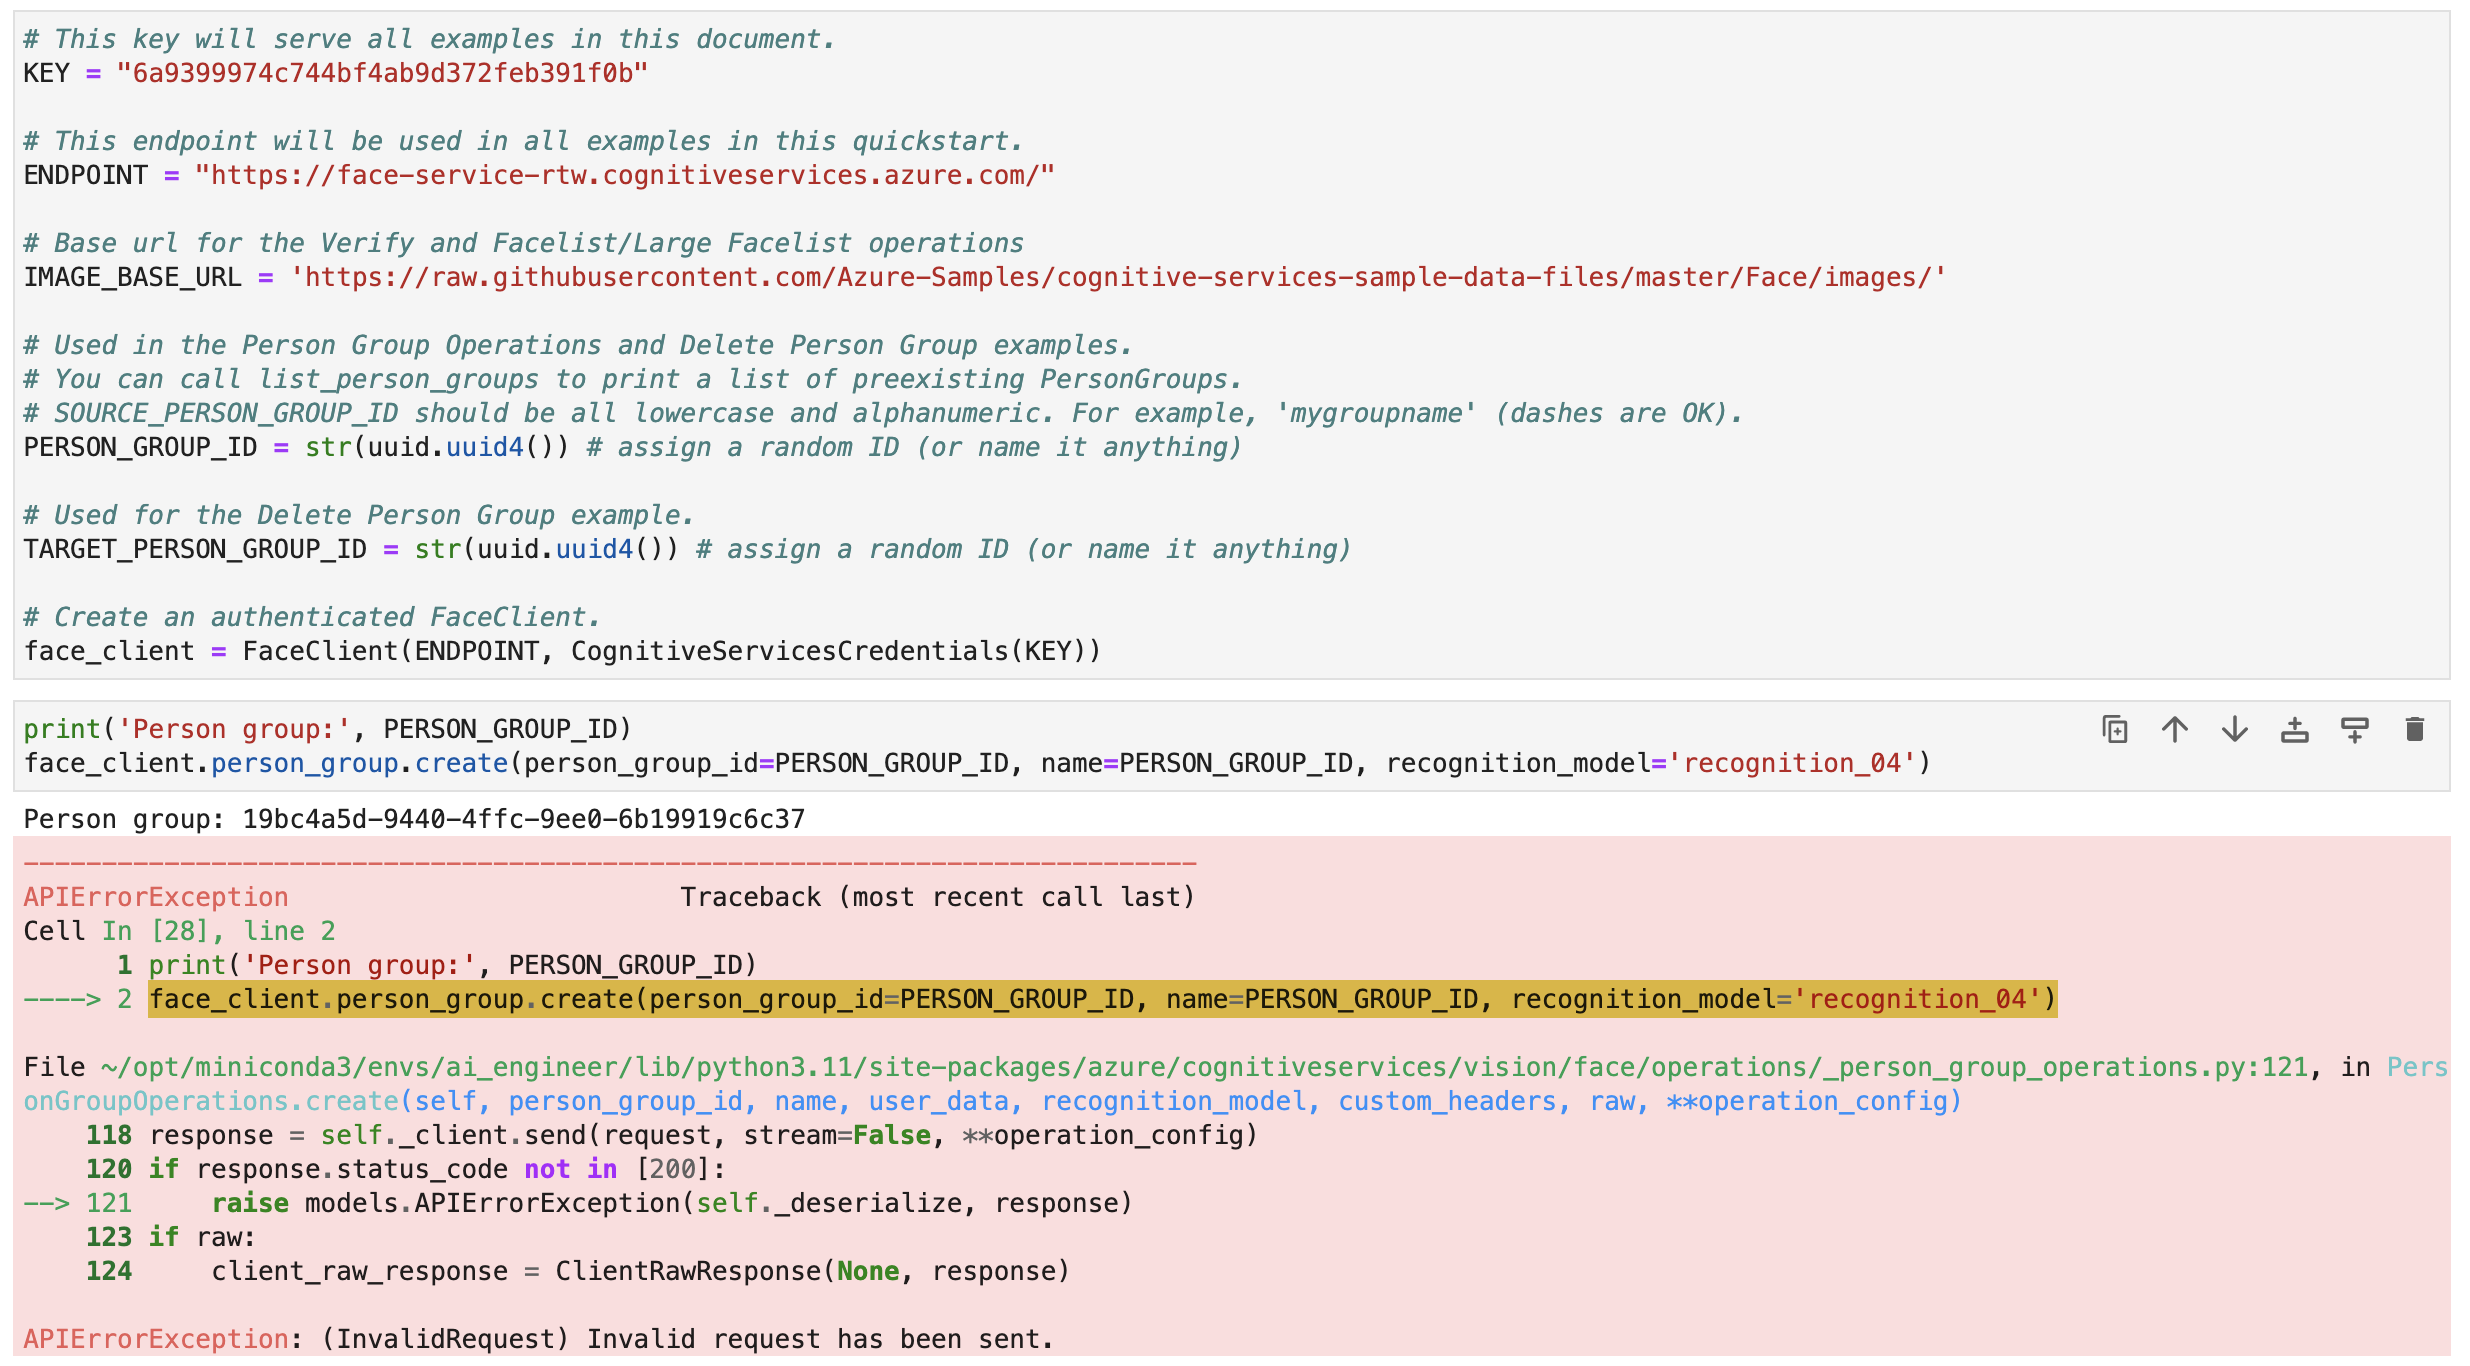 # This key will serve all examples in this document.
KEY = "6a9399974c744bf4ab9d372feb391f0b"
# This endpoint will be used in all examples in this quickstart.
ENDPOINT = "https://face-service-rtw.cognitiveservices.azure.com/"
# Base url for the Verify and Facelist/Large Facelist operations
IMAGE_BASE_URL = 'https://raw.githubusercontent.com/Azure-Samples/cognitive-services-sample-data-files/master/Face/images/'
# Used in the Person Group Operations and Delete Person Group examples.
# You can call list_person_groups to print a list of preexisting PersonGroups.
# SOURCE_PERSON_GROUP_ID should be all lowercase and alphanumeric. For example, 'mygroupname' (dashes are OK).
PERSON_GROUP_ID = str(uuid.uuid4()) # assign a random ID (or name it anything)
# Used for the Delete Person Group example.
TARGET_PERSON_GROUP_ID = str(uuid.uuid4()) # assign a random ID (or name it anything)
# Create an authenticated FaceClient.
face_client = FaceClient(ENDPOINT, CognitiveServicesCredentials(KEY))
print('Person group:', PERSON_GROUP_ID)
face_client.person_group.create(person_group_id=PERSON_GROUP_ID, name=PERSON_GROUP_ID, recognition_model='recognition_04')
Person group: 19bc4a5d-9440-4ffc-9ee0-6b19919c6c37
---------------------------------------------------------------------------
APIErrorException                         Traceback (most recent call last)
Cell In [28], line 2
      1 print('Person group:', PERSON_GROUP_ID)
----> 2 face_client.person_group.create(person_group_id=PERSON_GROUP_ID, name=PERSON_GROUP_ID, recognition_model='recognition_04')
File ~/opt/miniconda3/envs/ai_engineer/lib/python3.11/site-packages/azure/cognitiveservices/vision/face/operations/_person_group_operations.py:121, in Pers
onGroupOperations.create(self, person_group_id, name, user_data, recognition_model, custom_headers, raw, **operation_config)
    118 response = self._client.send(request, stream=False, **operation_config)
    120 if response.status_code not in [200]:
--> 121     raise models.APIErrorException(self._deserialize, response)
    123 if raw:
    124     client_raw_response = ClientRawResponse(None, response)
APIErrorException: (InvalidRequest) Invalid request has been sent.